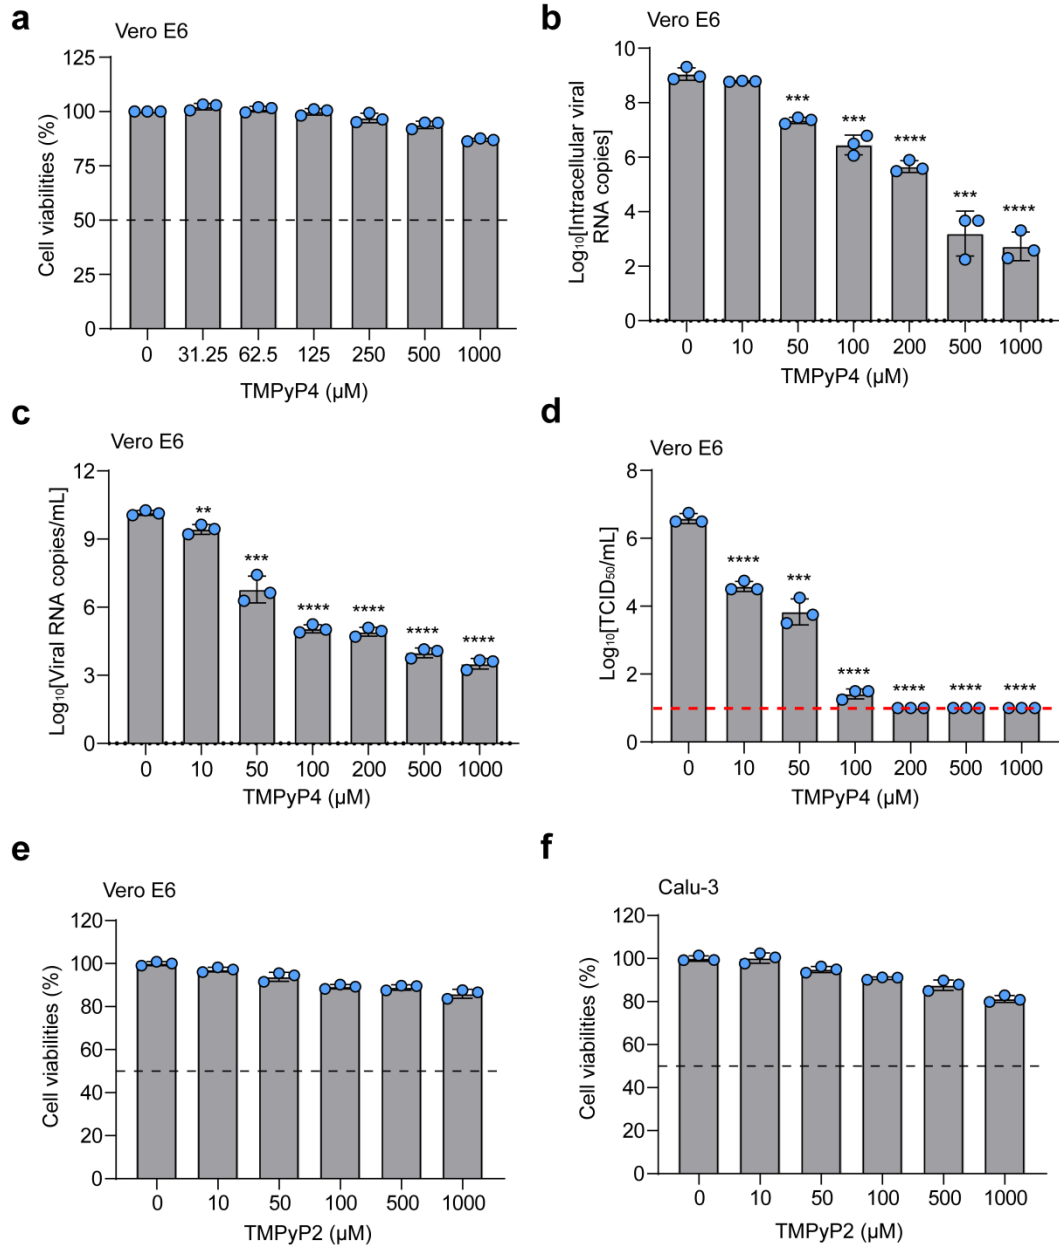 a
Vero E6
Cell viabilities (%)
125
100
75
50
25
0
0 31.25 62.5 125 250 500 1000
TMPyP4 (µM)
b
Vero E6
Log₁₀[Intracellular viral
RNA copies]
10
8
6
4
2
0
*** *** **** *** ****
0 10 50 100 200 500 1000
TMPyP4 (µM)
c
Vero E6
Log₁₀[Viral RNA copies/mL]
12
9
6
3
0
** *** **** **** **** ****
0 10 50 100 200 500 1000
TMPyP4 (µM)
d
Vero E6
Log₁₀[TCID₅₀/mL]
8
6
4
2
0
**** *** **** **** **** ****
0 10 50 100 200 500 1000
TMPyP4 (µM)
e
Vero E6
Cell viabilities (%)
120
100
80
60
40
20
0
0 10 50 100 500 1000
TMPyP2 (µM)
f
Calu-3
Cell viabilities (%)
120
100
80
60
40
20
0
0 10 50 100 500 1000
TMPyP2 (µM)